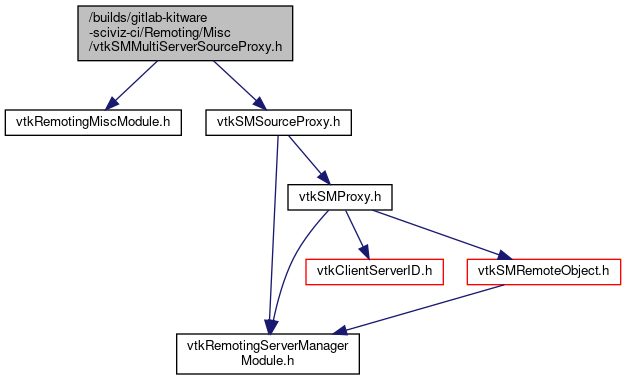 /builds/gitlab-kitware
-sciviz-ci/Remoting/Misc
/vtkSMMultiServerSourceProxy.h
vtkRemotingMiscModule.h
vtkSMSourceProxy.h
vtkSMProxy.h
vtkClientServerID.h
vtkSMRemoteObject.h
vtkRemotingServerManager
Module.h